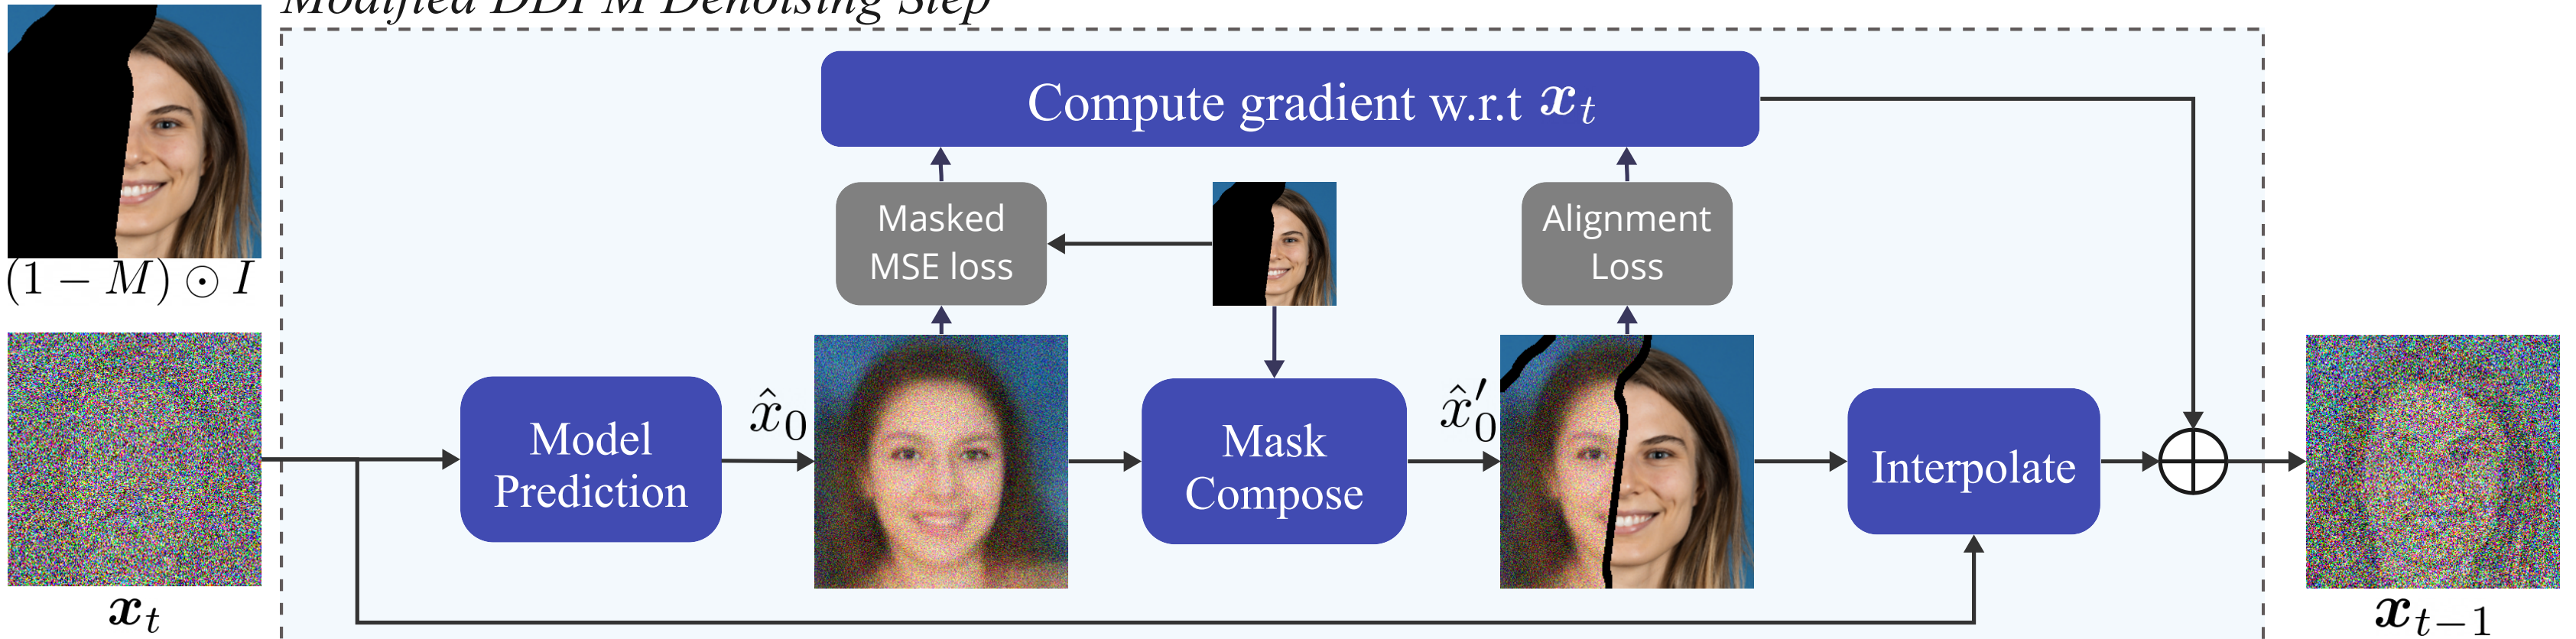 Modified DDPM Denoising Step
Compute gradient w.r.t x_t
Masked
MSE loss
Alignment
Loss
(1 − M) ⊙ I
Model
Prediction
x̂_0
Mask
Compose
x̂′_0
Interpolate
x_t
x_{t−1}